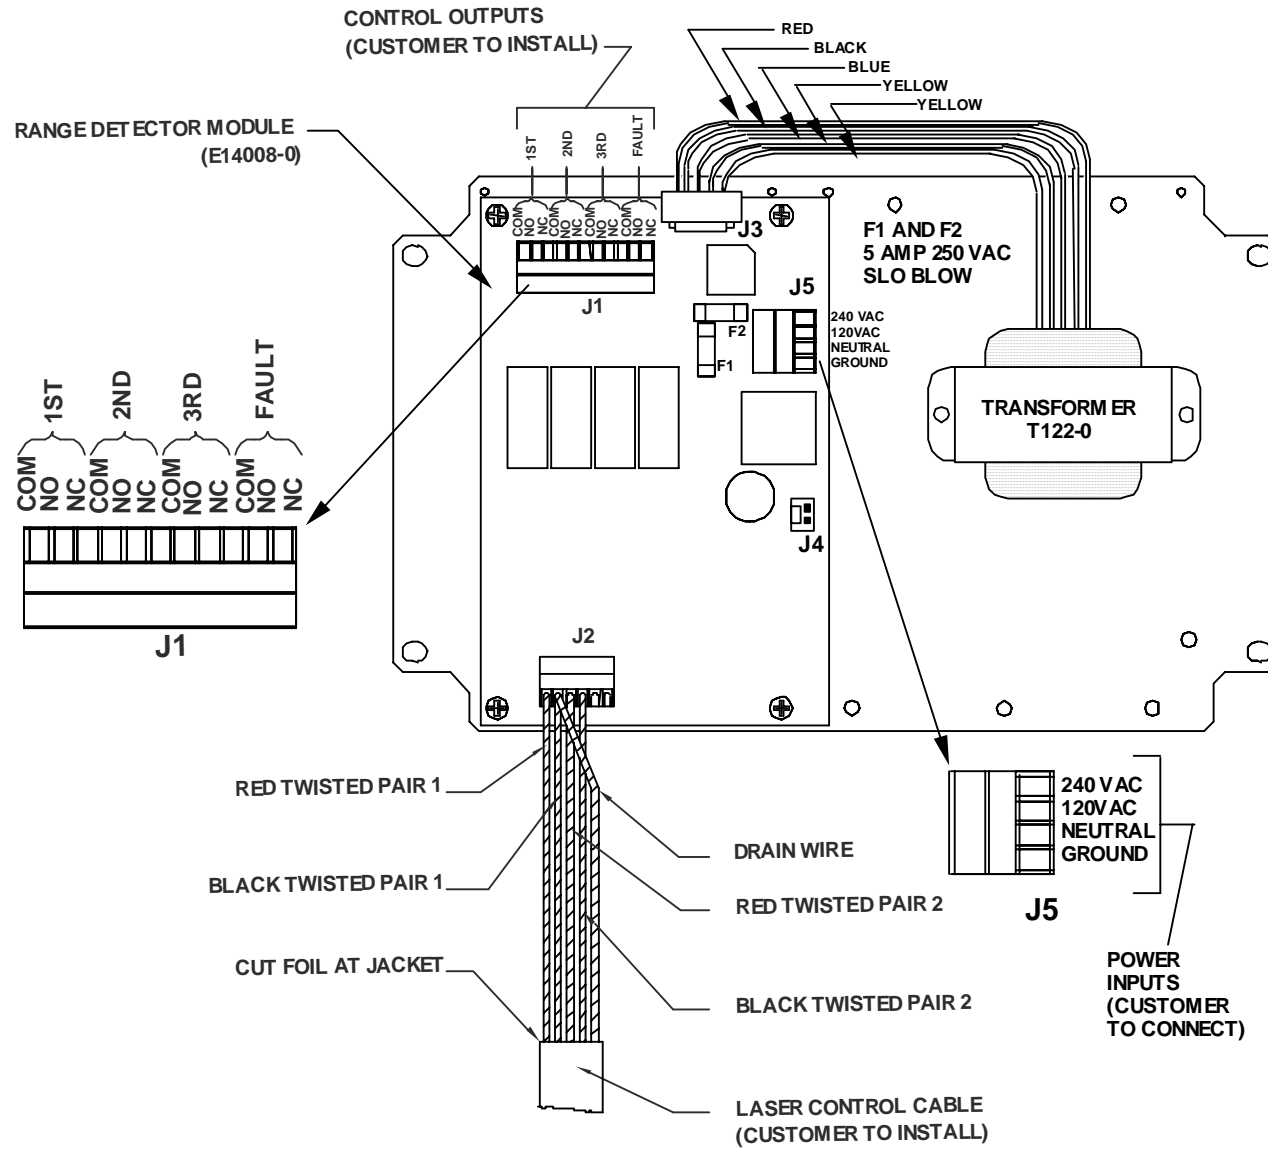 CONTROL OUTPUTS
(CUSTOMER TO INSTALL)
RED
BLACK
BLUE
YELLOW
YELLOW
RANGE DETECTOR MODULE
(E14008-0)
1ST
2ND
3RD
FAULT
COM
NO
NC
COM
NO
NC
COM
NO
NC
COM
NO
NC
J1
J3
F1 AND F2
5 AMP 250 VAC
SLO BLOW
J5
240 VAC
120VAC
NEUTRAL
GROUND
F2
F1
TRANSFORMER
T122-0
J4
1ST
2ND
3RD
FAULT
COM
NO
NC
COM
NO
NC
COM
NO
NC
COM
NO
NC
J1
J2
RED TWISTED PAIR 1
BLACK TWISTED PAIR 1
CUT FOIL AT JACKET
DRAIN WIRE
RED TWISTED PAIR 2
BLACK TWISTED PAIR 2
LASER CONTROL CABLE
(CUSTOMER TO INSTALL)
240 VAC
120VAC
NEUTRAL
GROUND
J5
POWER
INPUTS
(CUSTOMER
TO CONNECT)